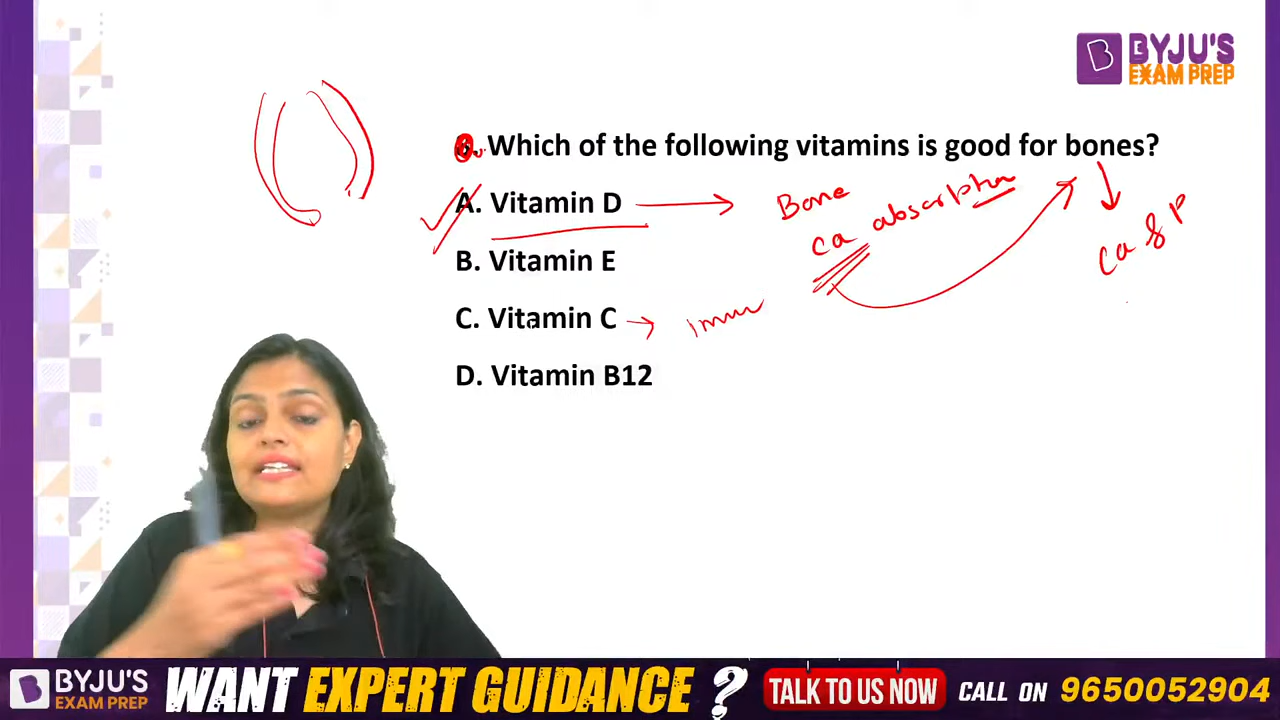 BYJU'S
EXAM PREP
. Which of the following vitamins is good for bones?
A. Vitamin D
Bone
Ca absorption
Ca & P
B. Vitamin E
C. Vitamin C
Immu
D. Vitamin B12
BYJU'S
EXAM PREP
WANT EXPERT GUIDANCE ?
TALK TO US NOW
CALL ON 9650052904